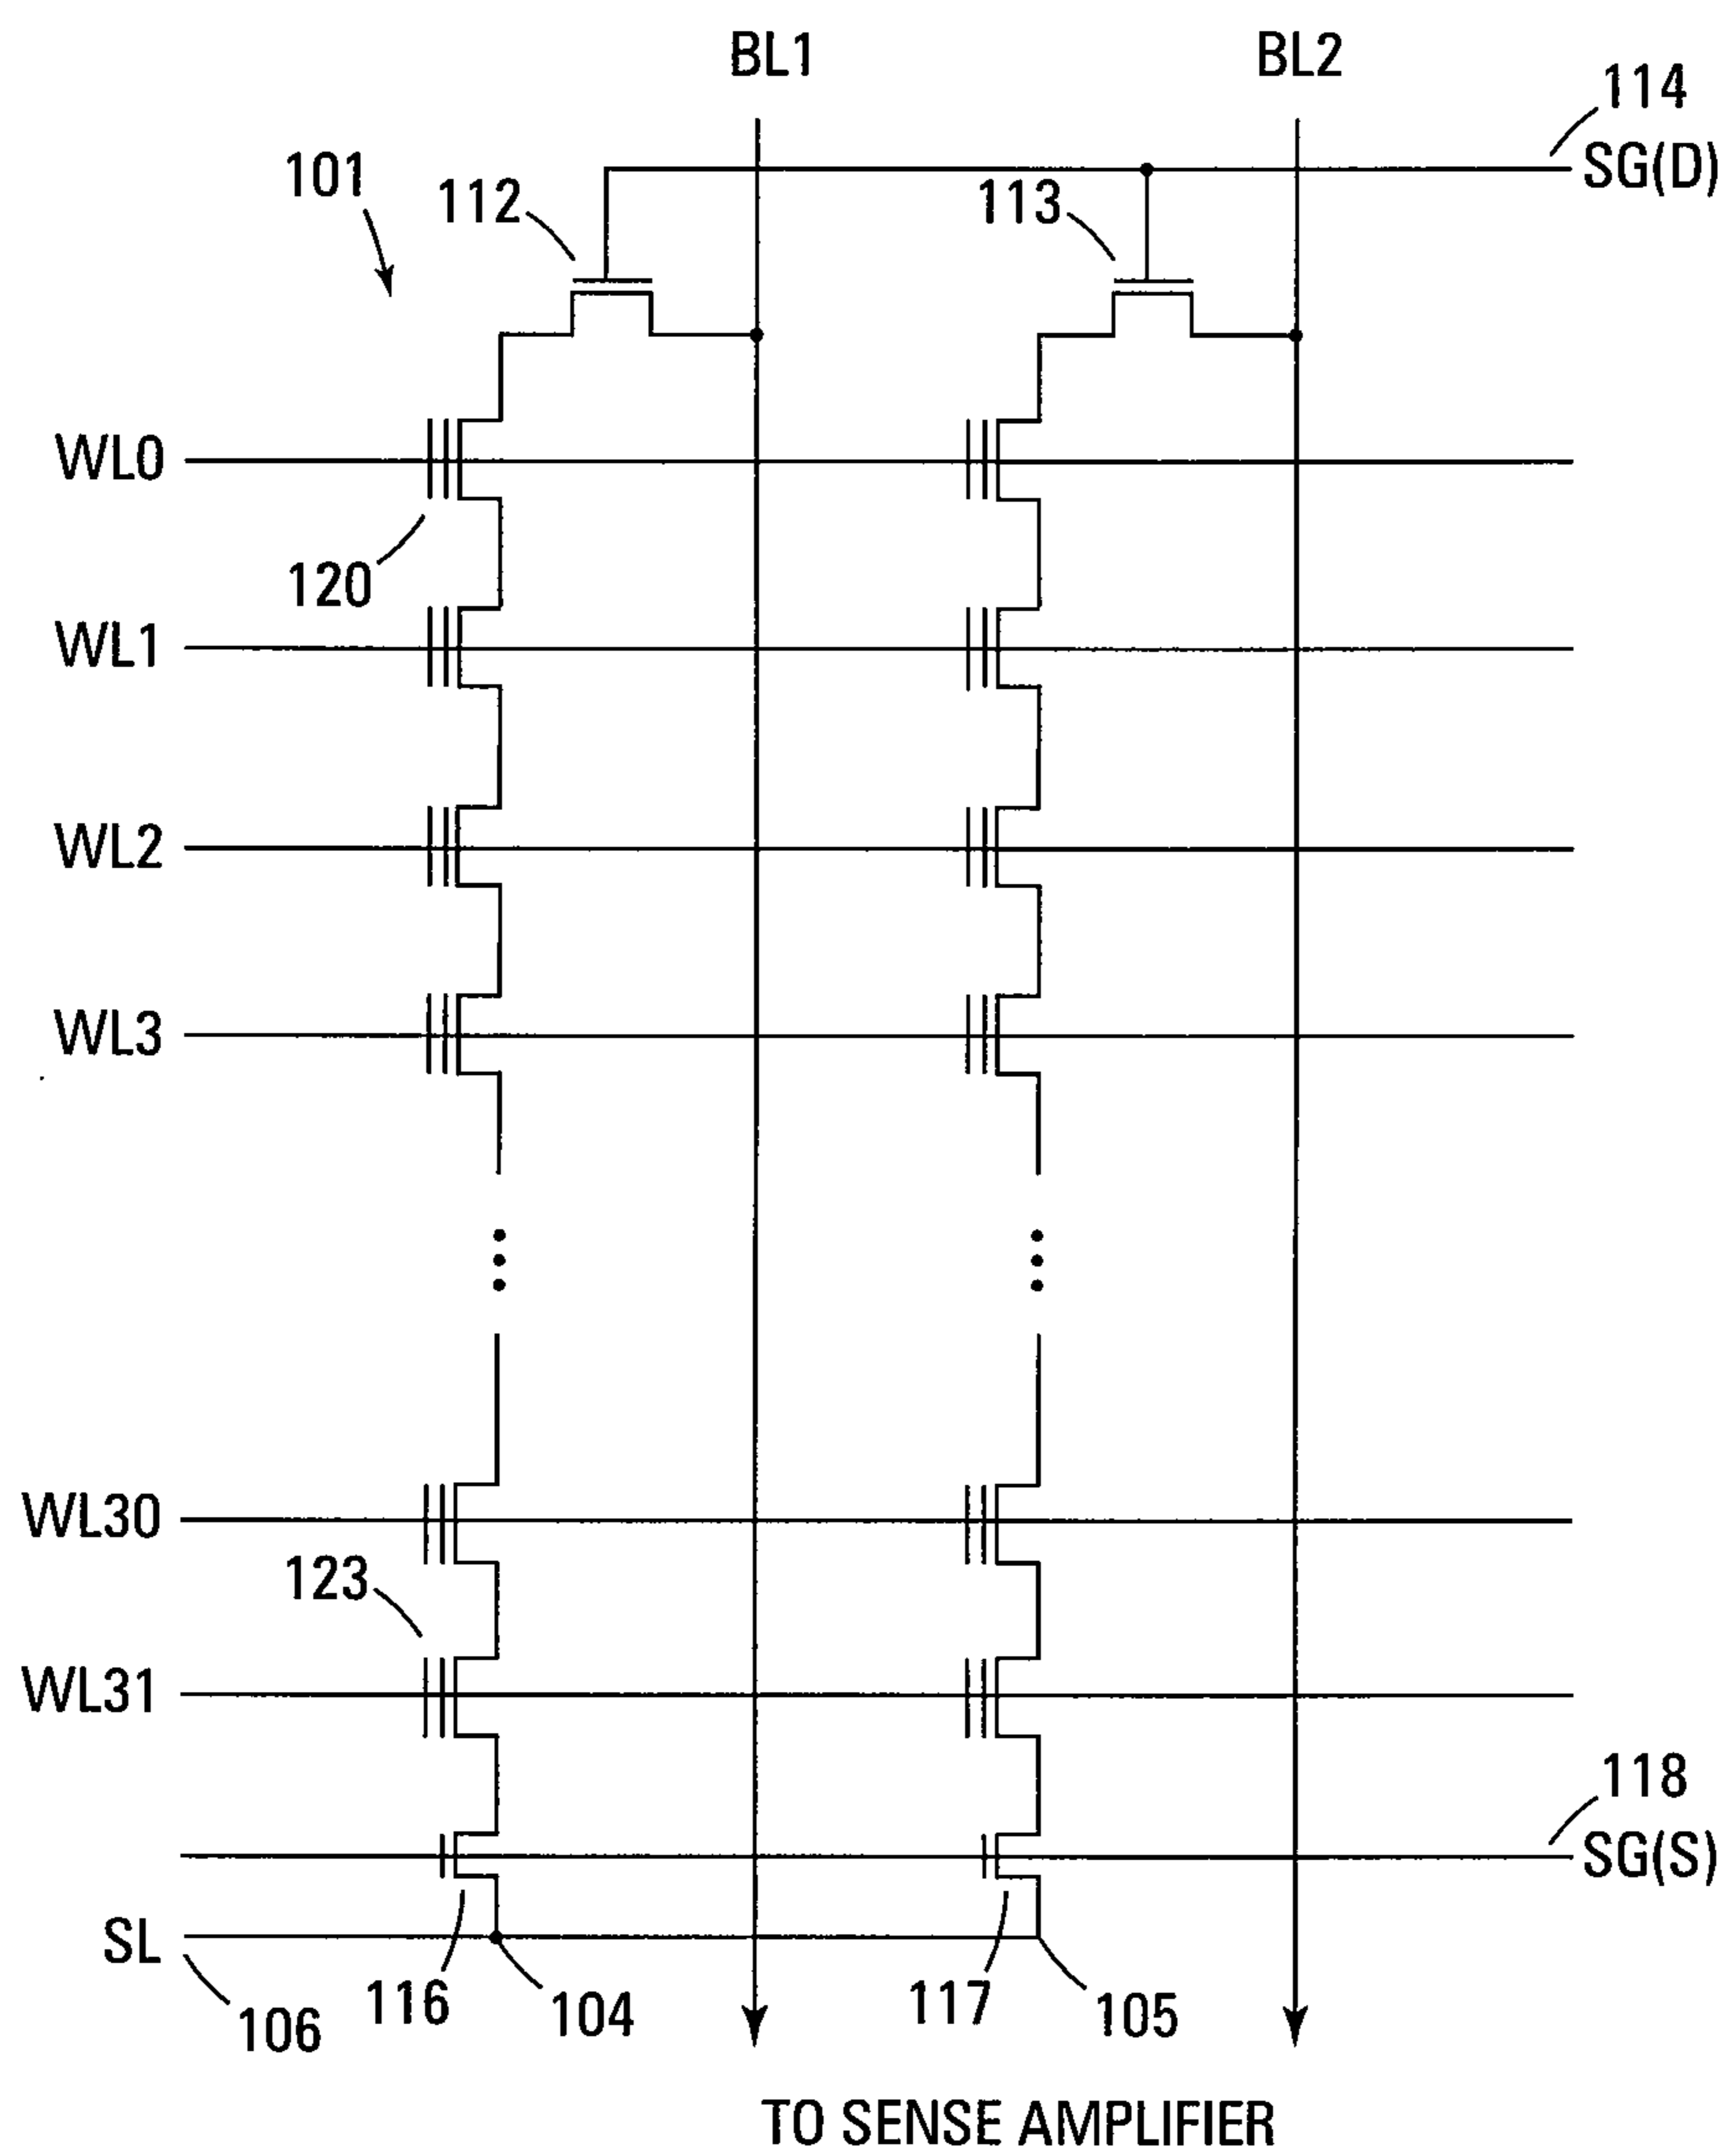 BL1
BL2
114
SG(D)
101
112
113
WL0
120
WL1
WL2
WL3
WL30
123
WL31
118
SG(S)
SL
106
116
104
117
105
TO SENSE AMPLIFIER